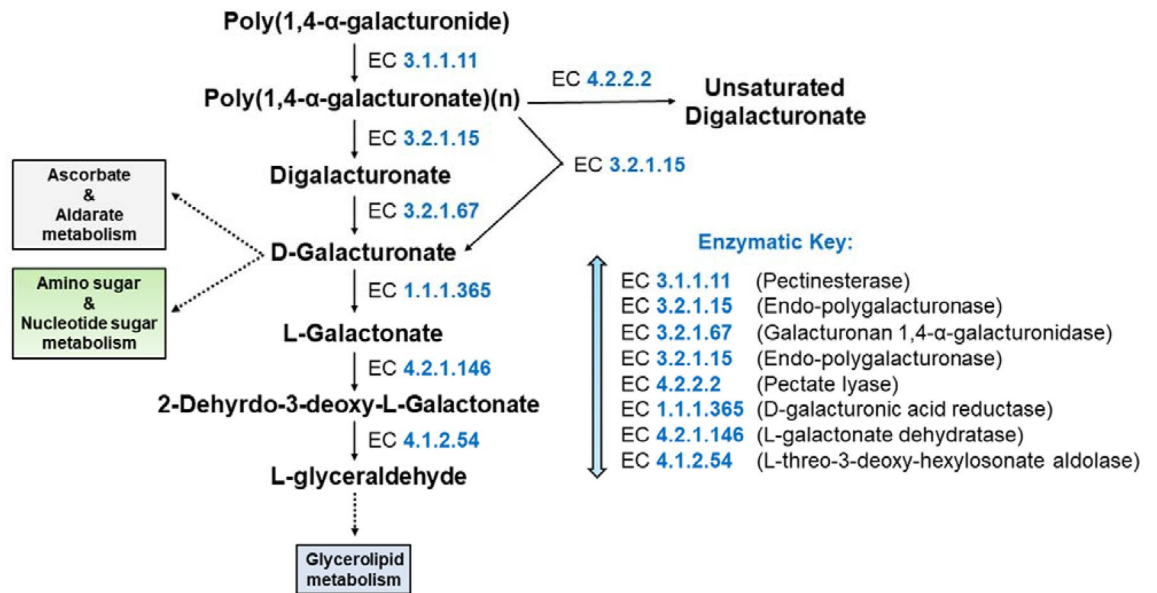 Poly(1,4-α-galacturonide)
EC 3.1.1.11
Poly(1,4-α-galacturonate)(n)
EC 4.2.2.2
Unsaturated
Digalacturonate
EC 3.2.1.15
EC 3.2.1.15
Digalacturonate
EC 3.2.1.67
D-Galacturonate
Ascorbate
&
Aldarate
metabolism
Amino sugar
&
Nucleotide sugar
metabolism
EC 1.1.1.365
L-Galactonate
EC 4.2.1.146
2-Dehyrdo-3-deoxy-L-Galactonate
EC 4.1.2.54
L-glyceraldehyde
Glycerolipid
metabolism
Enzymatic Key:
EC 3.1.1.11 (Pectinesterase)
EC 3.2.1.15 (Endo-polygalacturonase)
EC 3.2.1.67 (Galacturonan 1,4-α-galacturonidase)
EC 3.2.1.15 (Endo-polygalacturonase)
EC 4.2.2.2 (Pectate lyase)
EC 1.1.1.365 (D-galacturonic acid reductase)
EC 4.2.1.146 (L-galactonate dehydratase)
EC 4.1.2.54 (L-threo-3-deoxy-hexylosonate aldolase)